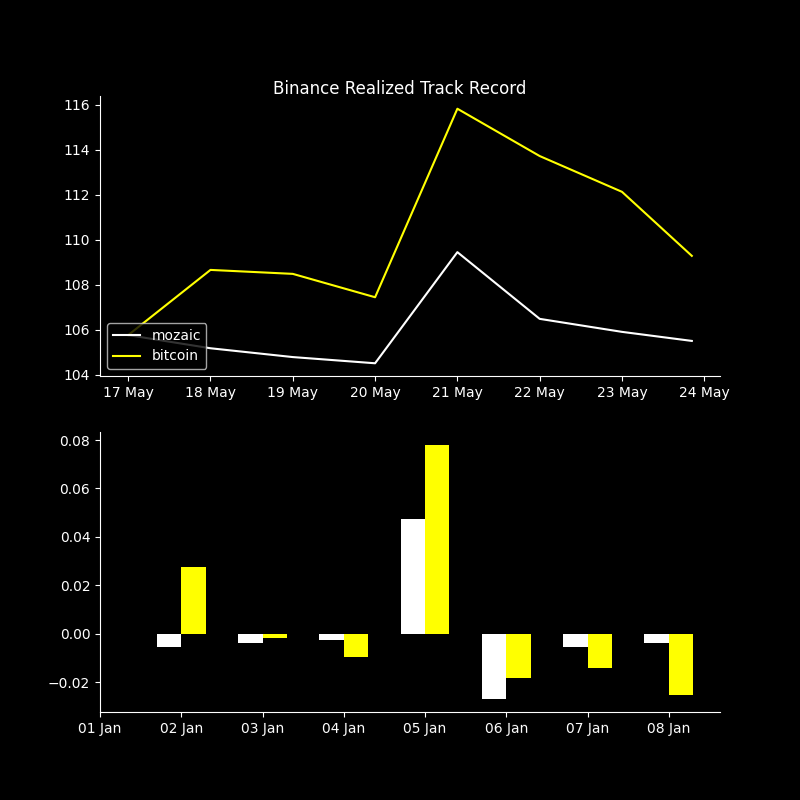 Binance Realized Track Record
116
114
112
110
108
106
104
mozaic
bitcoin
17 May 18 May 19 May 20 May 21 May 22 May 23 May 24 May
0.08
0.06
0.04
0.02
0.00
−0.02
01 Jan 02 Jan 03 Jan 04 Jan 05 Jan 06 Jan 07 Jan 08 Jan